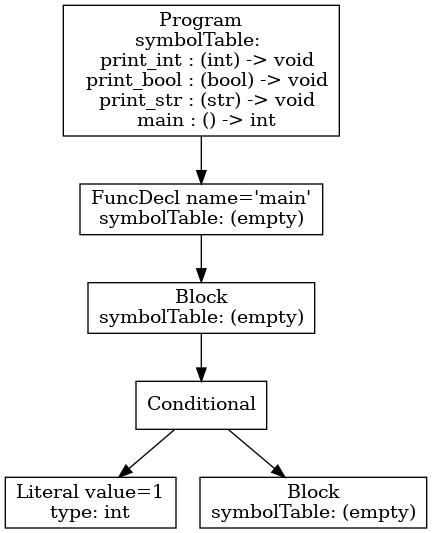 Program
symbolTable:
print_int : (int) -> void
print_bool : (bool) -> void
print_str : (str) -> void
main : () -> int
FuncDecl name='main'
symbolTable: (empty)
Block
symbolTable: (empty)
Conditional
Literal value=1
type: int
Block
symbolTable: (empty)